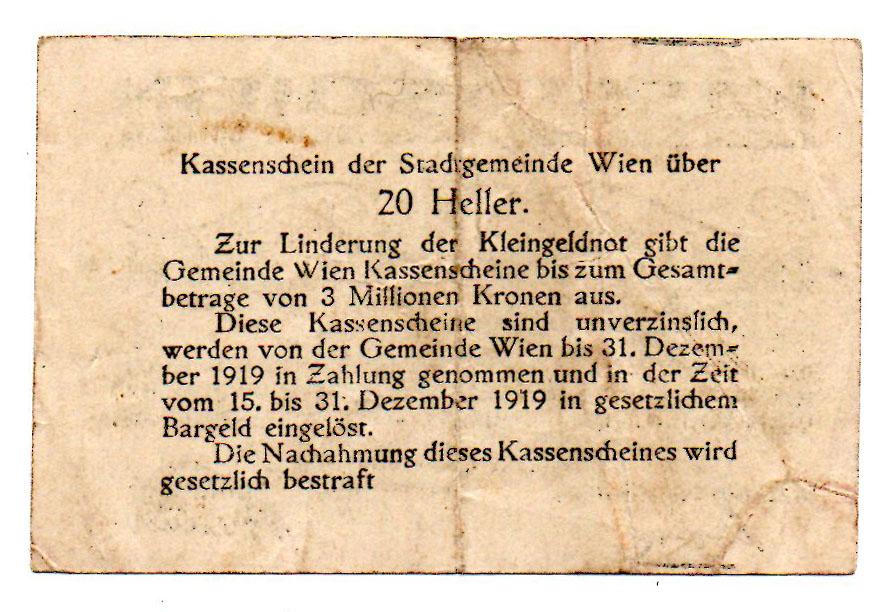 Kassenschein der Stadtgemeinde Wien über
20 Heller.
Zur Linderung der Kleingeldnot gibt die
Gemeinde Wien Kassenscheine bis zum Gesamt=
betrage von 3 Millionen Kronen aus.
Diese Kassenscheine sind unverzinslich,
werden von der Gemeinde Wien bis 31. Dezem=
ber 1919 in Zahlung genommen und in der Zeit
vom 15. bis 31. Dezember 1919 in gesetzlichem
Bargeld eingelöst.
Die Nachahmung dieses Kassenscheines wird
gesetzlich bestraft